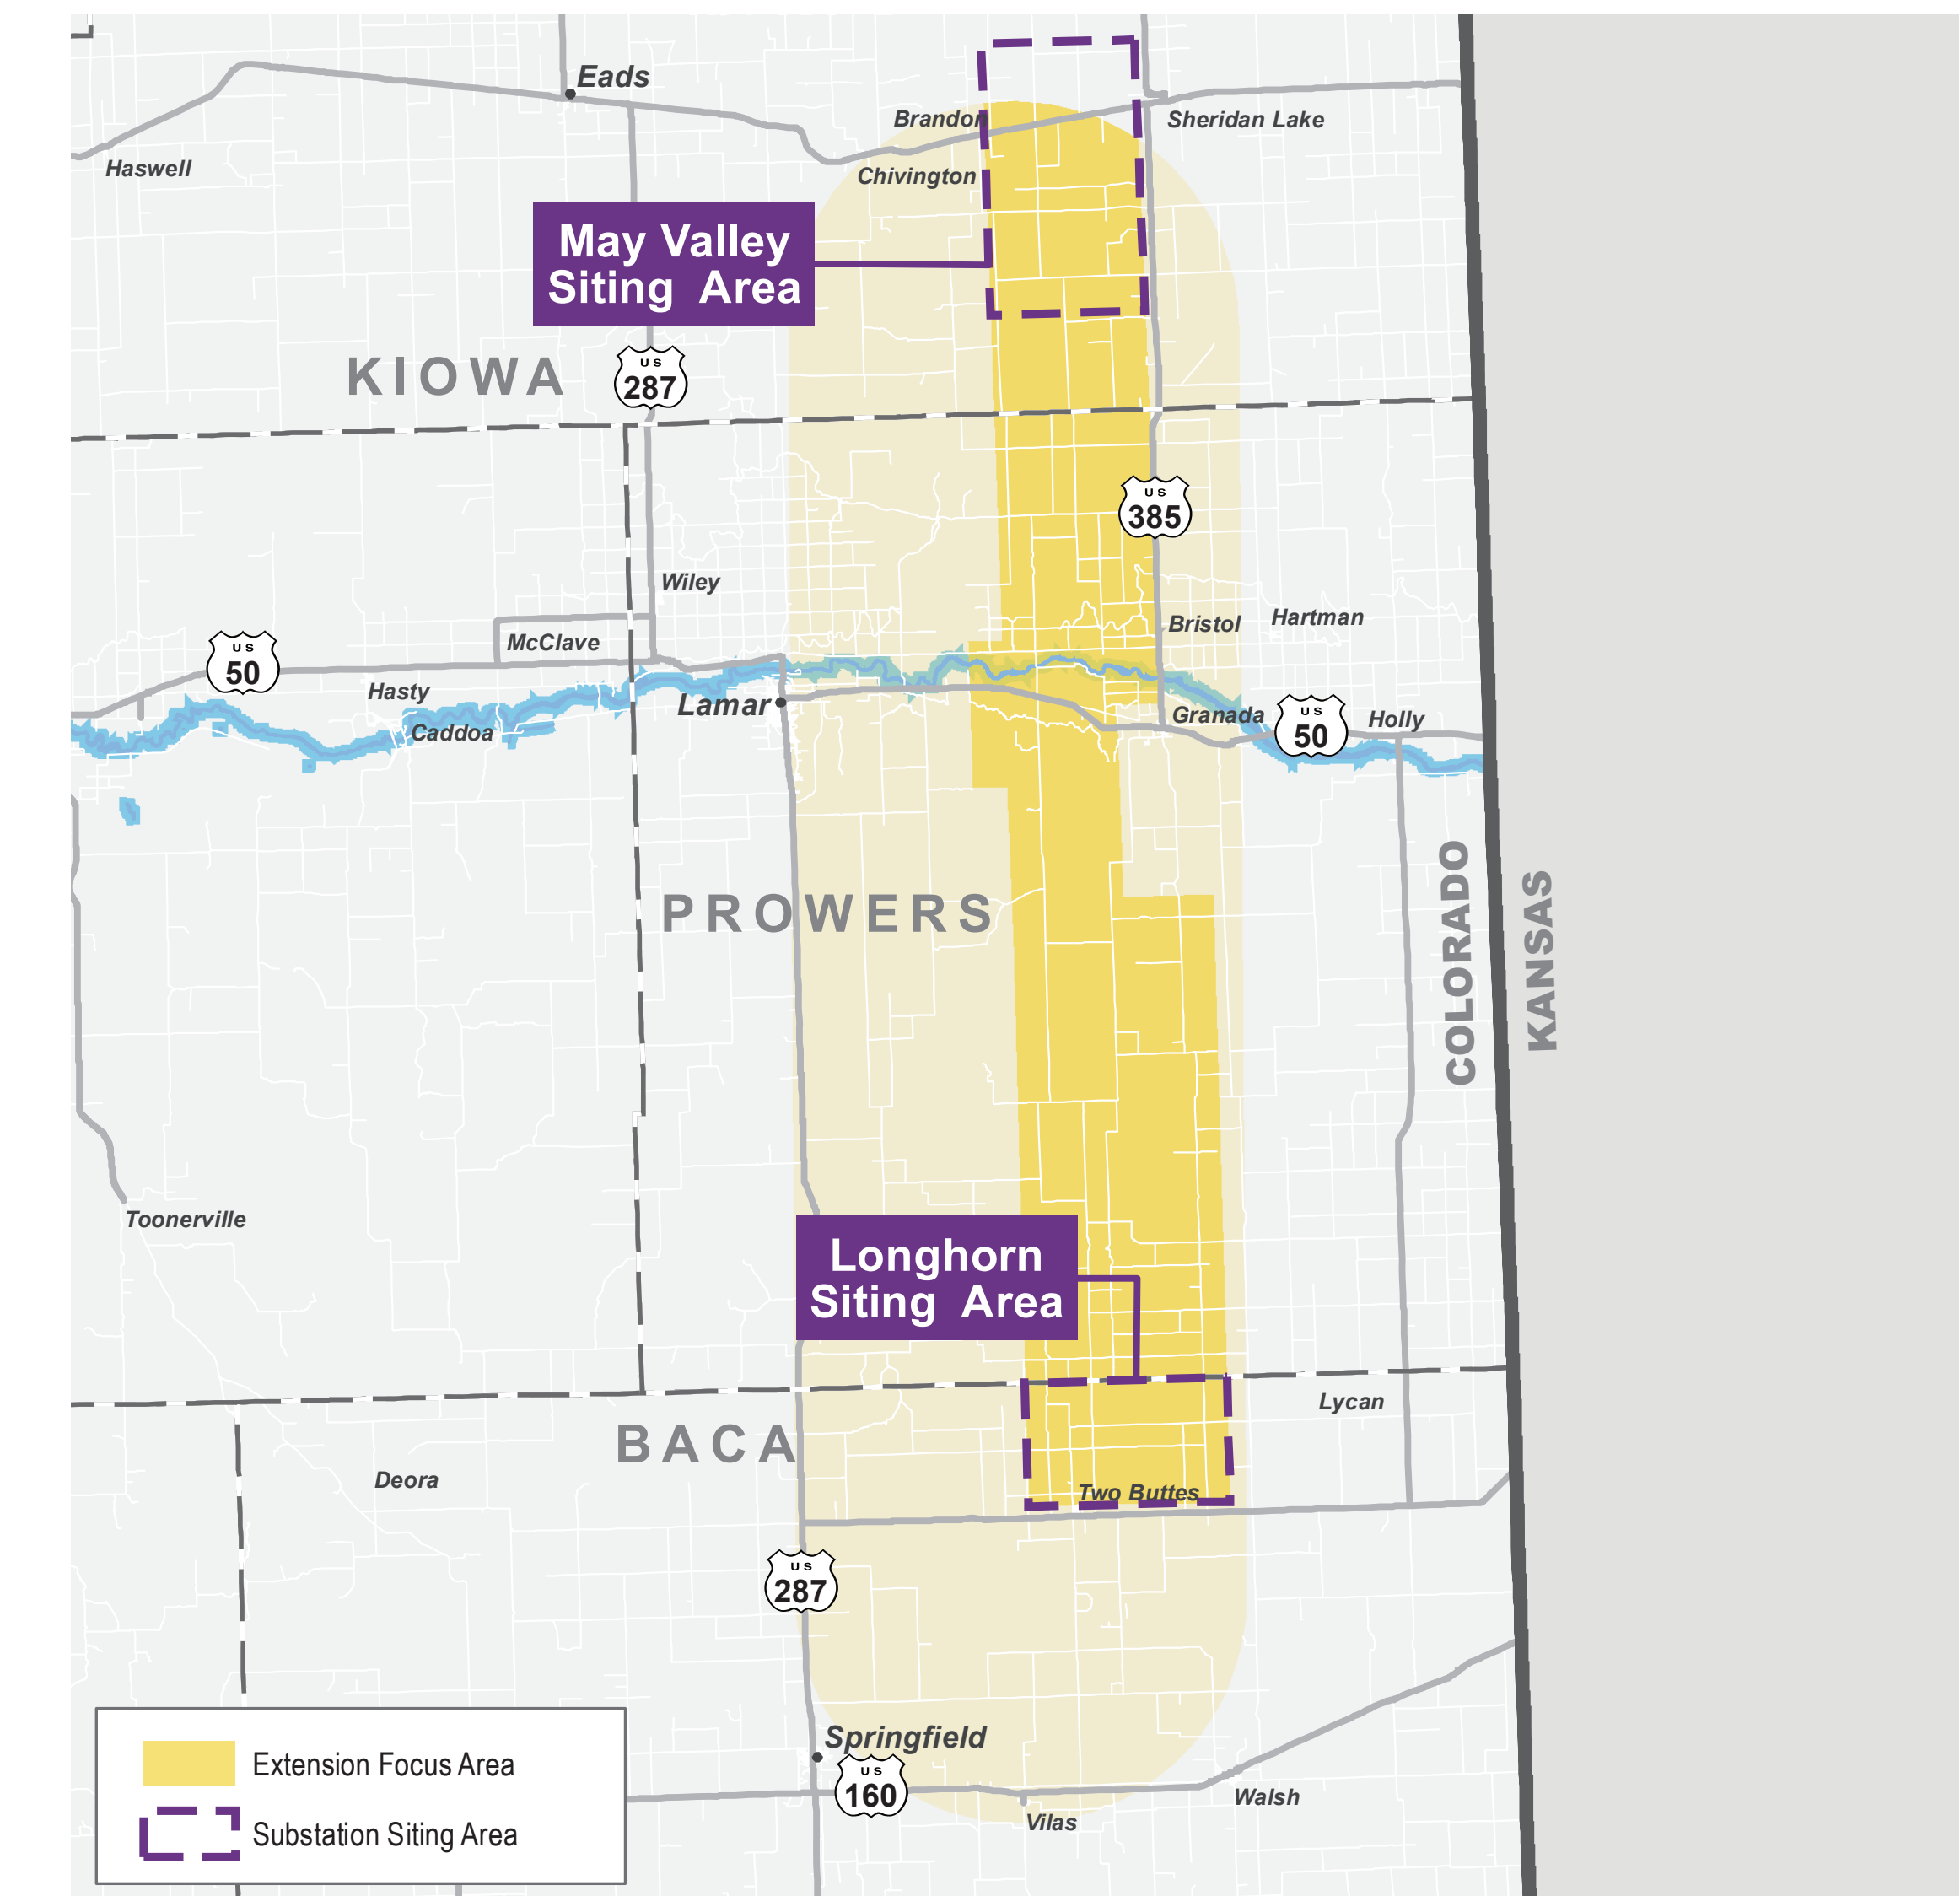 Eads
Brandon
Sheridan Lake
Haswell
Chivington
May Valley
Siting Area
KIOWA
US
287
US
385
Wiley
Bristol
Hartman
McClave
US
50
Hasty
Lamar
Granada
US
50
Holly
Caddoa
PROWERS
COLORADO
KANSAS
Toonerville
Longhorn
Siting Area
Lycan
BACA
Deora
Two Buttes
US
287
Springfield
US
160
Walsh
Vilas
Extension Focus Area
Substation Siting Area